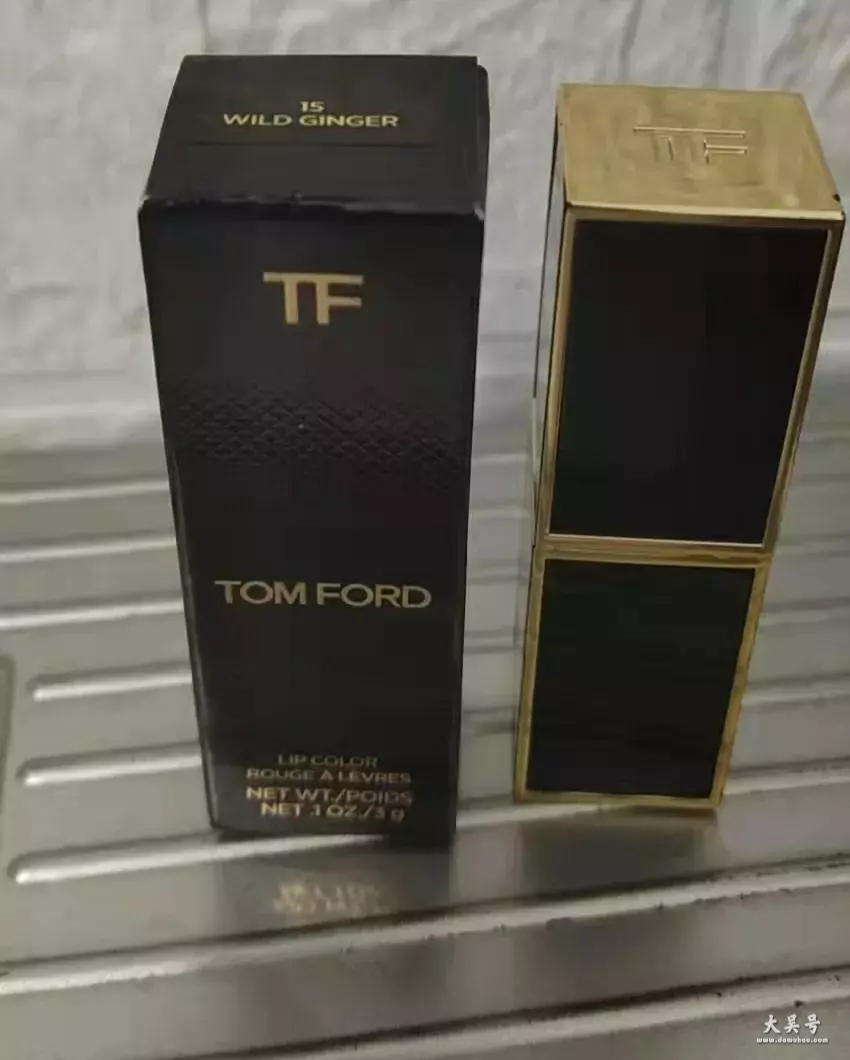 15
WILD GINGER
TF
TF
TOM FORD
LIP COLOR
ROUGE À LÈVRES
NET WT./POIDS
NET .1 OZ./3 g
大吴号
www.dawuhao.com